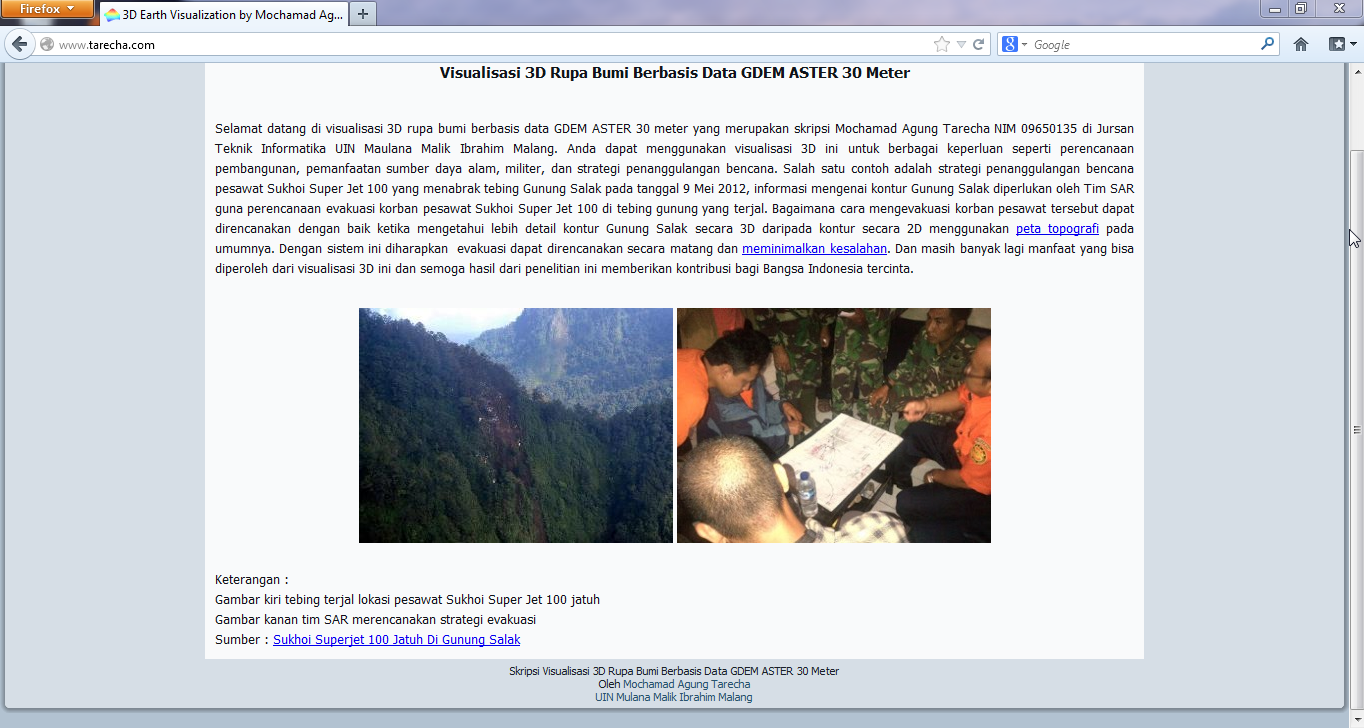 Firefox
3D Earth Visualization by Mochamad Ag...
www.tarecha.com
Google
Visualisasi 3D Rupa Bumi Berbasis Data GDEM ASTER 30 Meter
Selamat datang di visualisasi 3D rupa bumi berbasis data GDEM ASTER 30 meter yang merupakan skripsi Mochamad Agung Tarecha NIM 09650135 di Jursan
Teknik Informatika UIN Maulana Malik Ibrahim Malang. Anda dapat menggunakan visualisasi 3D ini untuk berbagai keperluan seperti perencanaan
pembangunan, pemanfaatan sumber daya alam, militer, dan strategi penanggulangan bencana. Salah satu contoh adalah strategi penanggulangan bencana
pesawat Sukhoi Super Jet 100 yang menabrak tebing Gunung Salak pada tanggal 9 Mei 2012, informasi mengenai kontur Gunung Salak diperlukan oleh Tim SAR
guna perencanaan evakuasi korban pesawat Sukhoi Super Jet 100 di tebing gunung yang terjal. Bagaimana cara mengevakuasi korban pesawat tersebut dapat
direncanakan dengan baik ketika mengetahui lebih detail kontur Gunung Salak secara 3D daripada kontur secara 2D menggunakan peta topografi pada
umumnya. Dengan sistem ini diharapkan evakuasi dapat direncanakan secara matang dan meminimalkan kesalahan. Dan masih banyak lagi manfaat yang bisa
diperoleh dari visualisasi 3D ini dan semoga hasil dari penelitian ini memberikan kontribusi bagi Bangsa Indonesia tercinta.
Keterangan :
Gambar kiri tebing terjal lokasi pesawat Sukhoi Super Jet 100 jatuh
Gambar kanan tim SAR merencanakan strategi evakuasi
Sumber : Sukhoi Superjet 100 Jatuh Di Gunung Salak
Skripsi Visualisasi 3D Rupa Bumi Berbasis Data GDEM ASTER 30 Meter
Oleh Mochamad Agung Tarecha
UIN Mulana Malik Ibrahim Malang